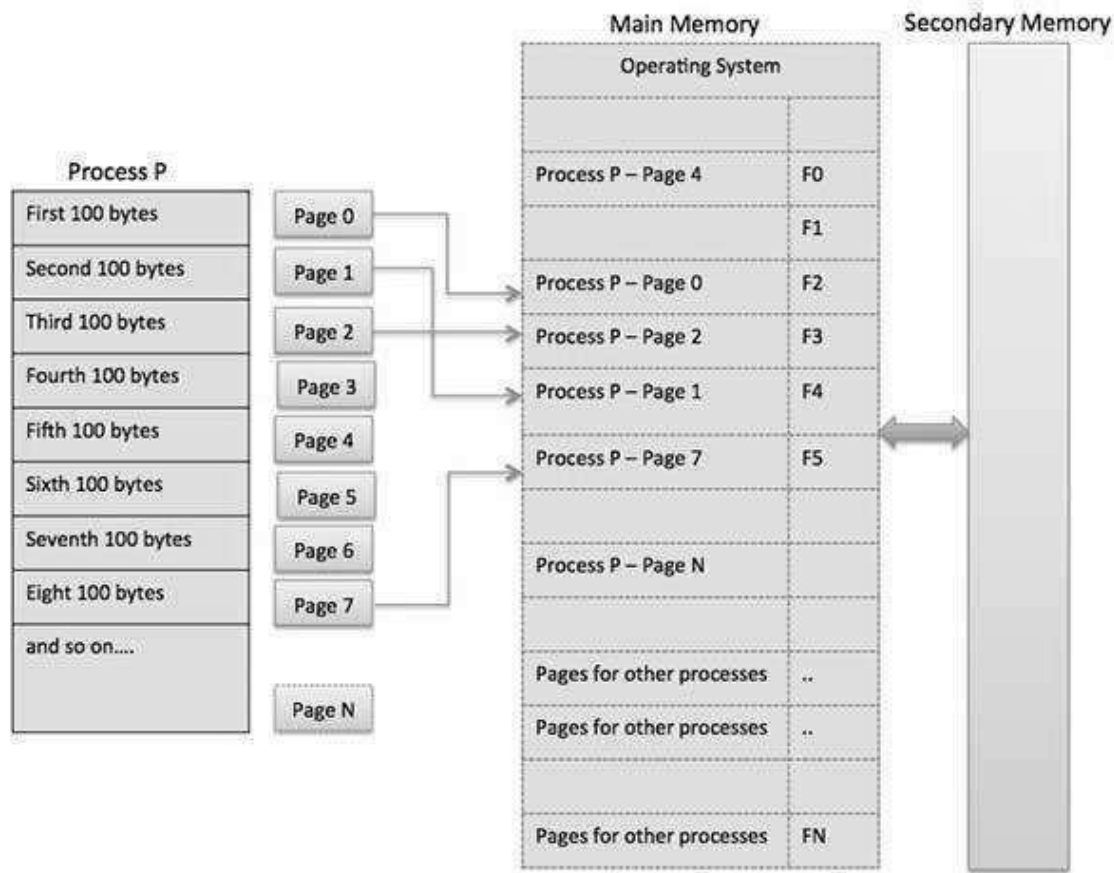 Main Memory
Secondary Memory
Operating System
Process P
First 100 bytes
Second 100 bytes
Third 100 bytes
Fourth 100 bytes
Fifth 100 bytes
Sixth 100 bytes
Seventh 100 bytes
Eight 100 bytes
and so on....
Page 0
Page 1
Page 2
Page 3
Page 4
Page 5
Page 6
Page 7
Page N
Process P – Page 4 F0
F1
Process P – Page 0 F2
Process P – Page 2 F3
Process P – Page 1 F4
Process P – Page 7 F5
Process P – Page N
Pages for other processes ..
Pages for other processes ..
Pages for other processes FN